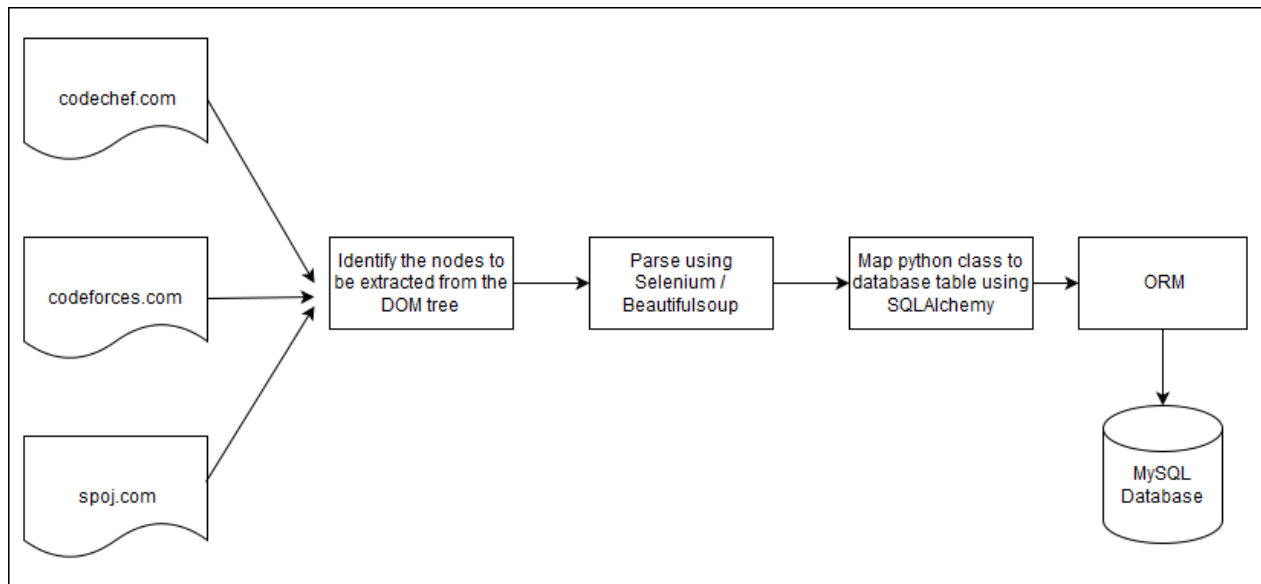 codechef.com
codeforces.com
spoj.com
Identify the nodes to
be extracted from the
DOM tree
Parse using
Selenium /
Beautifulsoup
Map python class to
database table using
SQLAlchemy
ORM
MySQL
Database